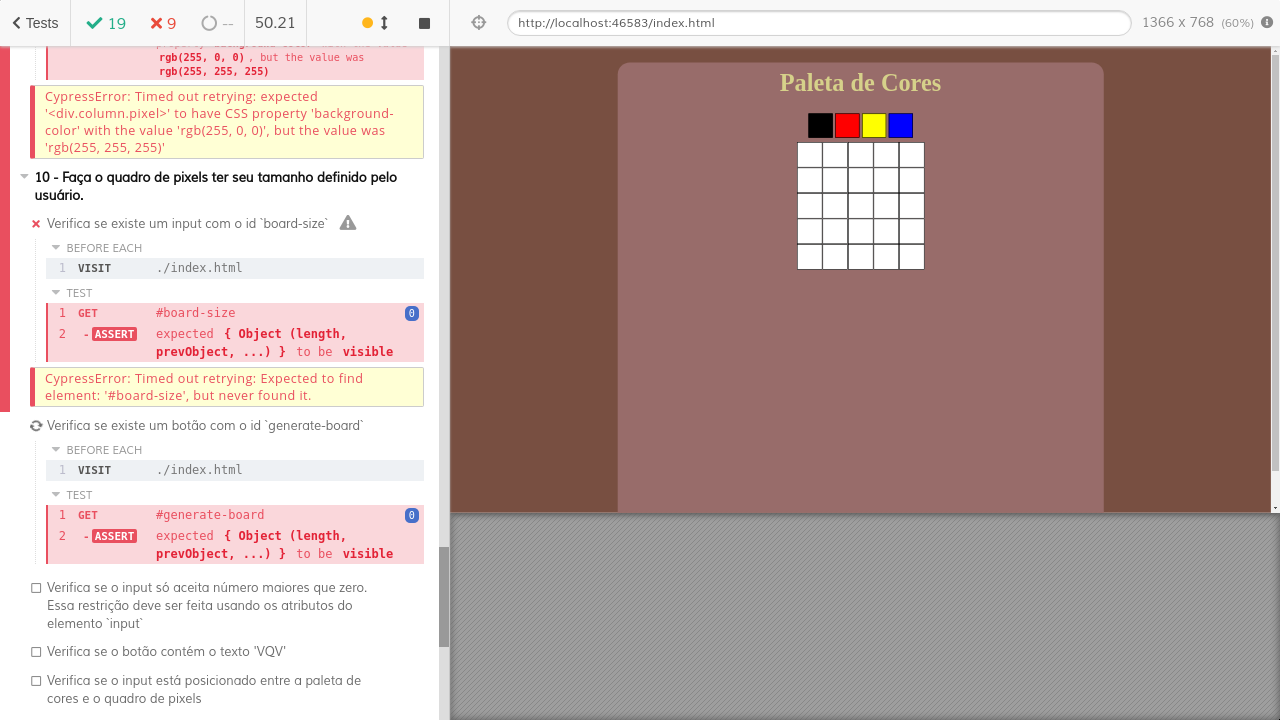 Tests
19
9
--
50.21
http://localhost:46583/index.html
1366 x 768 (60%)
rgb(255, 0, 0) , but the value was
rgb(255, 255, 255)
CypressError: Timed out retrying: expected
'<div.column.pixel>' to have CSS property 'background-
color' with the value 'rgb(255, 0, 0)', but the value was
'rgb(255, 255, 255)'
10 - Faça o quadro de pixels ter seu tamanho definido pelo
usuário.
Verifica se existe um input com o id `board-size`
BEFORE EACH
1 VISIT ./index.html
TEST
1 GET #board-size 0
2 -ASSERT expected { Object (length,
prevObject, ...) } to be visible
CypressError: Timed out retrying: Expected to find
element: '#board-size', but never found it.
Verifica se existe um botão com o id `generate-board`
BEFORE EACH
1 VISIT ./index.html
TEST
1 GET #generate-board 0
2 -ASSERT expected { Object (length,
prevObject, ...) } to be visible
Verifica se o input só aceita número maiores que zero.
Essa restrição deve ser feita usando os atributos do
elemento `input`
Verifica se o botão contém o texto 'VQV'
Verifica se o input está posicionado entre a paleta de
cores e o quadro de pixels
Paleta de Cores